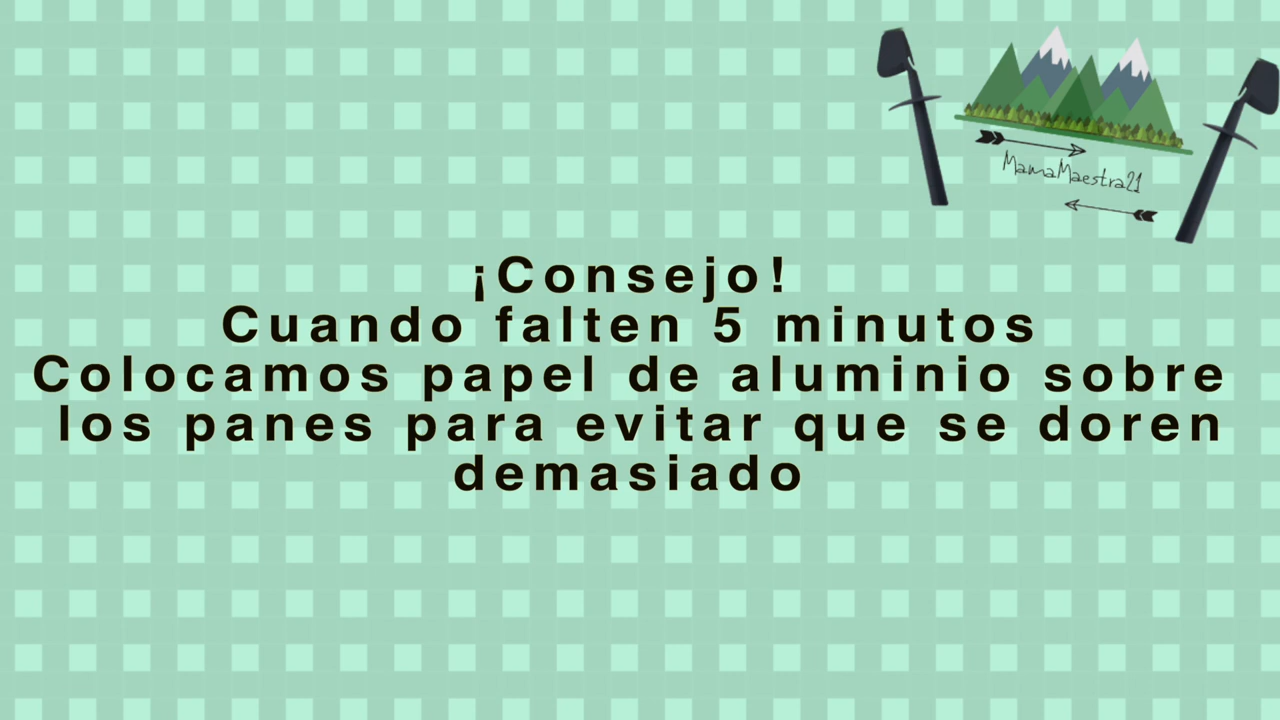 MamaMaestra21
¡Consejo!
Cuando falten 5 minutos
Colocamos papel de aluminio sobre
los panes para evitar que se doren
demasiado